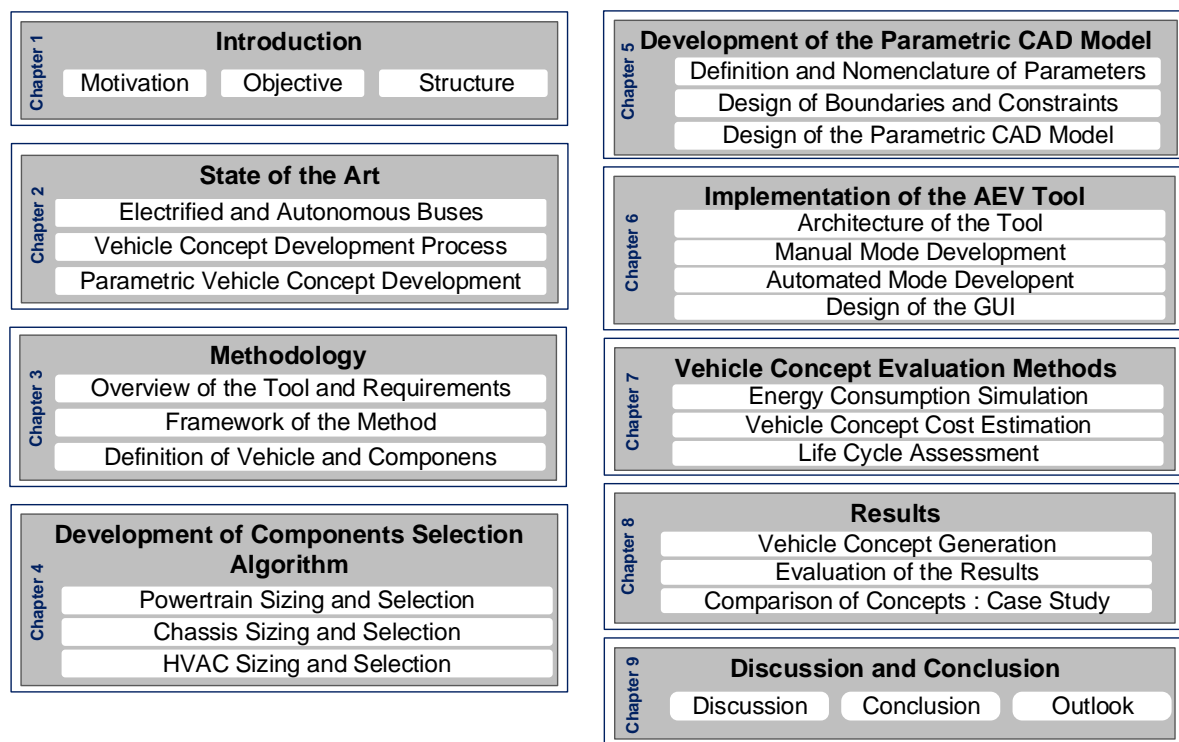 Chapter 1
Introduction
Motivation
Objective
Structure
Chapter 2
State of the Art
Electrified and Autonomous Buses
Vehicle Concept Development Process
Parametric Vehicle Concept Development
Chapter 3
Methodology
Overview of the Tool and Requirements
Framework of the Method
Definition of Vehicle and Componens
Chapter 4
Development of Components Selection
Algorithm
Powertrain Sizing and Selection
Chassis Sizing and Selection
HVAC Sizing and Selection
Chapter 5
Development of the Parametric CAD Model
Definition and Nomenclature of Parameters
Design of Boundaries and Constraints
Design of the Parametric CAD Model
Chapter 6
Implementation of the AEV Tool
Architecture of the Tool
Manual Mode Development
Automated Mode Developent
Design of the GUI
Chapter 7
Vehicle Concept Evaluation Methods
Energy Consumption Simulation
Vehicle Concept Cost Estimation
Life Cycle Assessment
Chapter 8
Results
Vehicle Concept Generation
Evaluation of the Results
Comparison of Concepts : Case Study
Chapter 9
Discussion and Conclusion
Discussion
Conclusion
Outlook